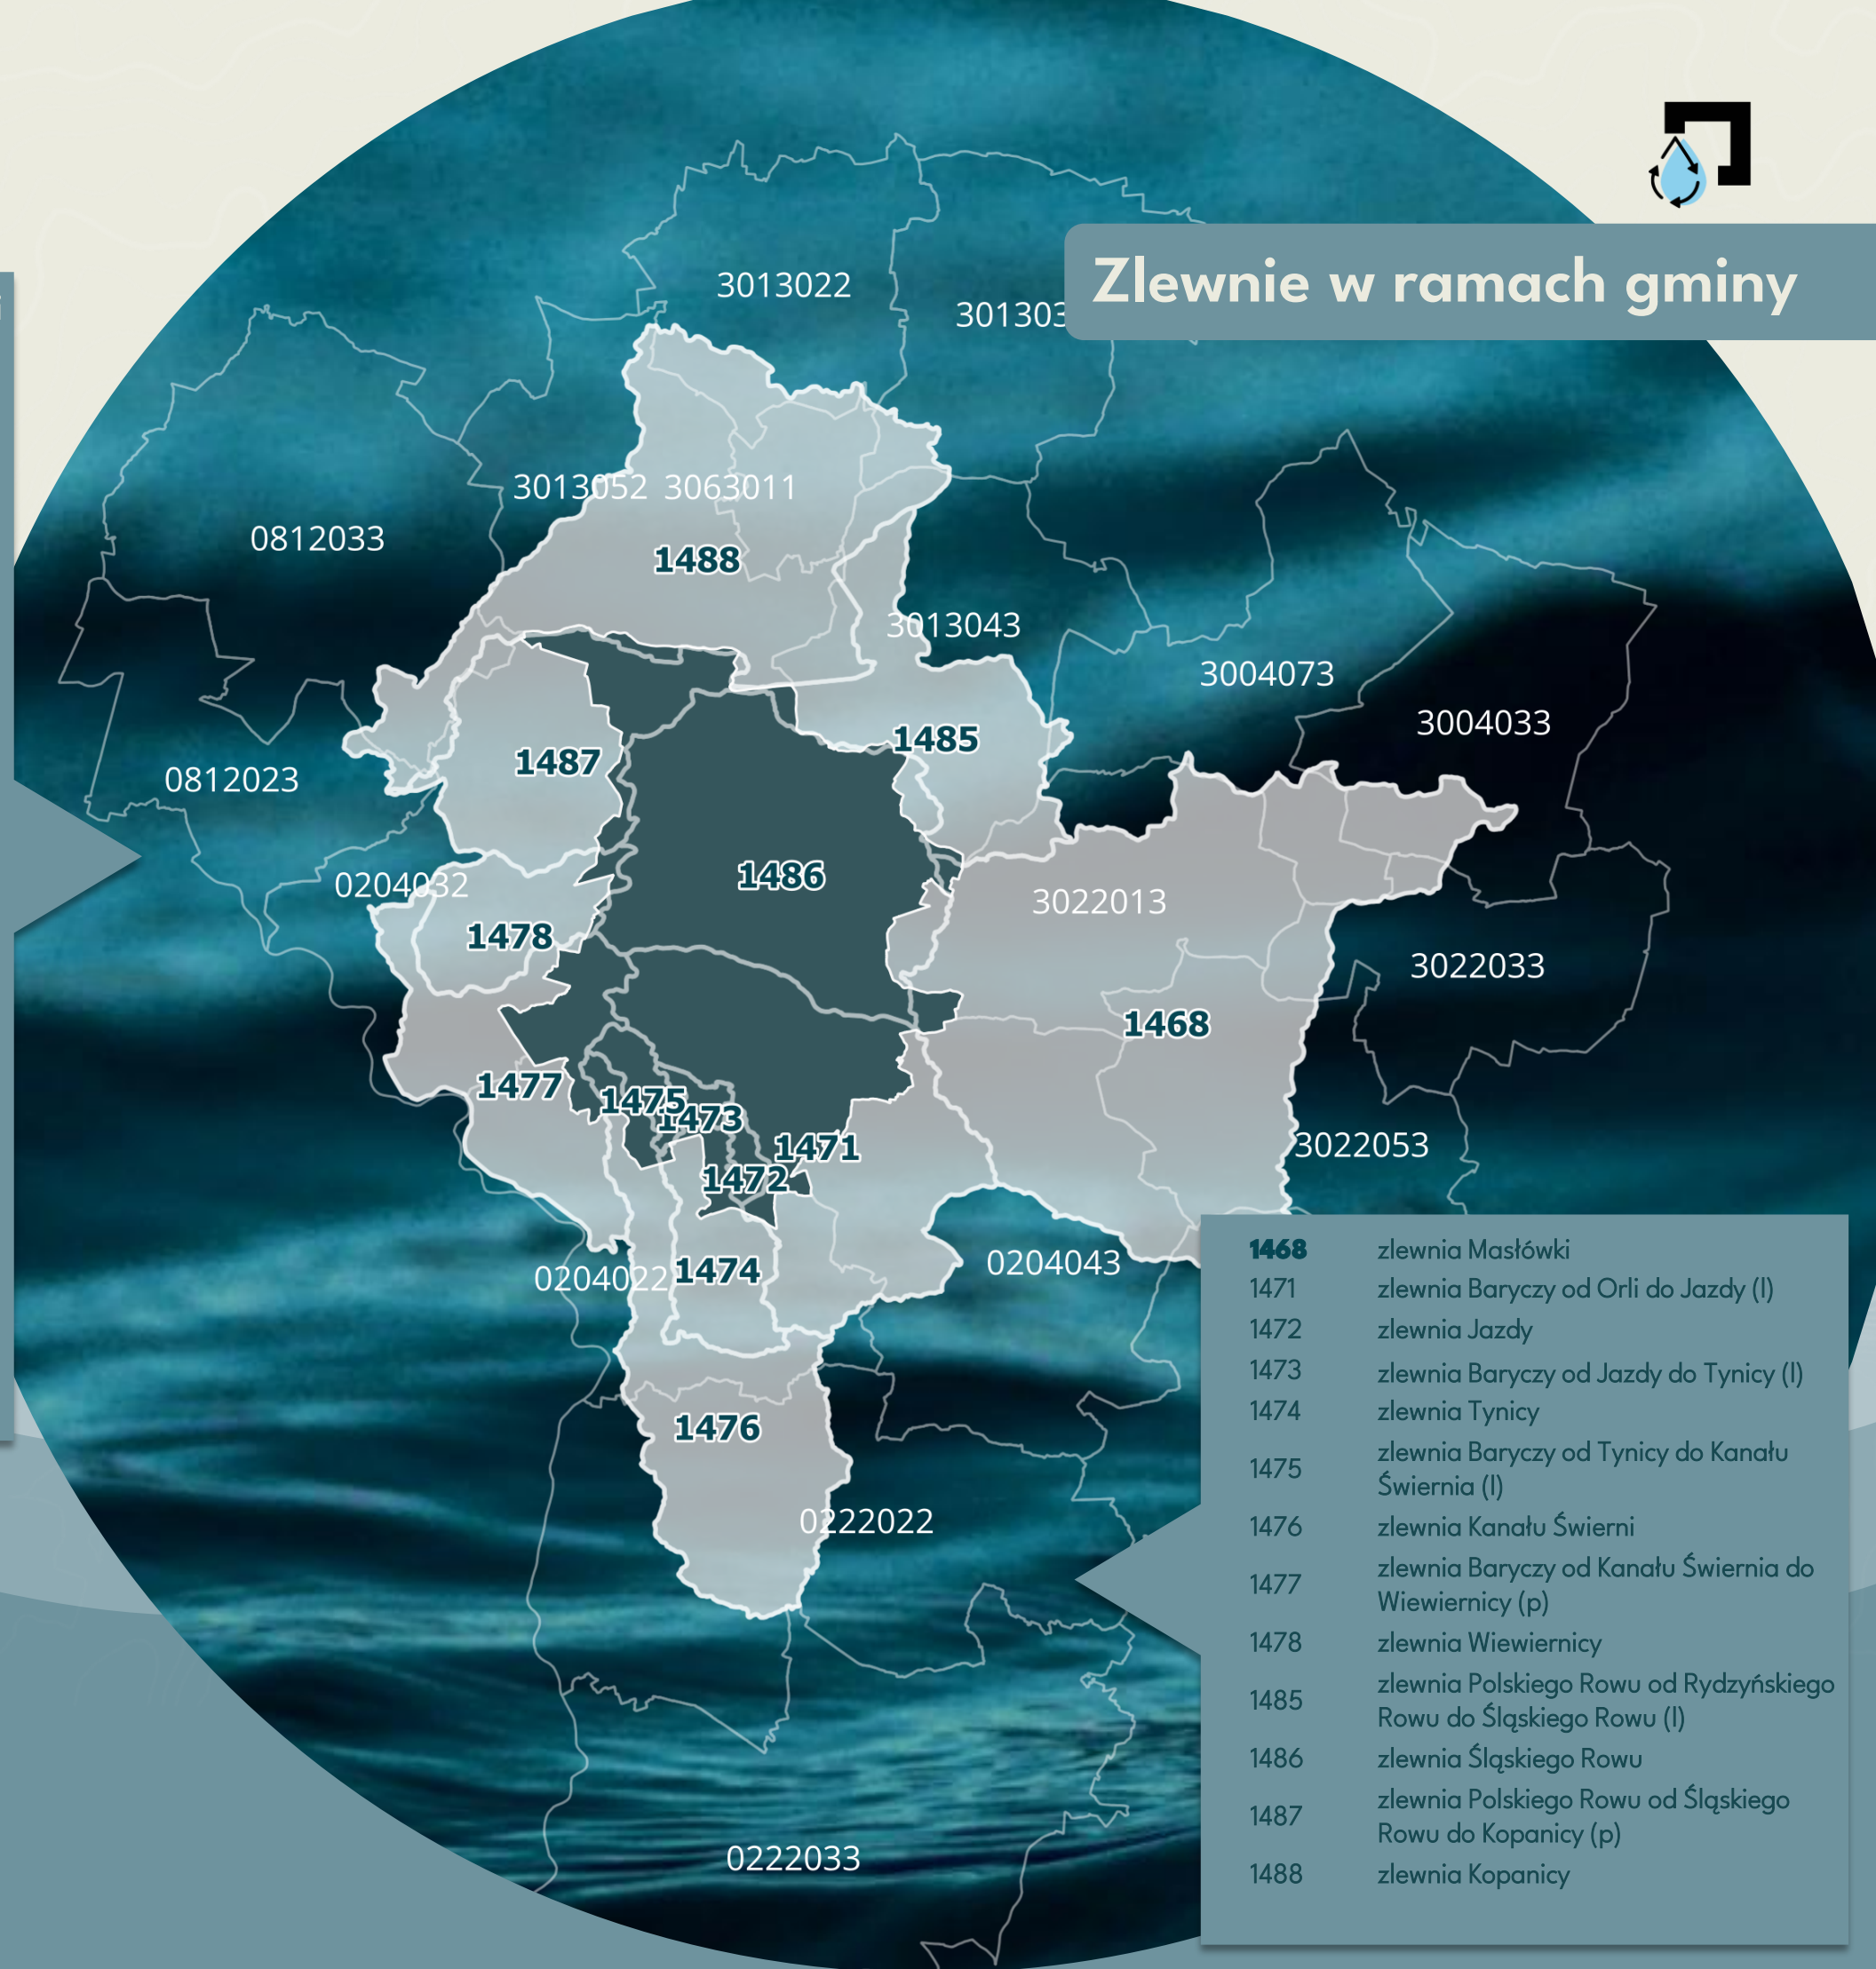 Zlewnie w ramach gminy
3013022
3013052
3063011
0812033
1488
3013043
3004073
3004033
1485
1487
0812023
1486
0204032
3022013
1478
3022033
1468
1477
1475
1473
3022053
1471
1472
0204043
1474
0204022
1476
0222022
0222033
1468 zlewnia Masłówki
1471 zlewnia Baryczy od Orli do Jazdy (l)
1472 zlewnia Jazdy
1473 zlewnia Baryczy od Jazdy do Tynicy (l)
1474 zlewnia Tynicy
1475 zlewnia Baryczy od Tynicy do Kanału
Świernia (l)
1476 zlewnia Kanału Świerni
1477 zlewnia Baryczy od Kanału Świernia do
Wiewiernicy (p)
1478 zlewnia Wiewiernicy
1485 zlewnia Polskiego Rowu od Rydzyńskiego
Rowu do Śląskiego Rowu (l)
1486 zlewnia Śląskiego Rowu
1487 zlewnia Polskiego Rowu od Śląskiego
Rowu do Kopanicy (p)
1488 zlewnia Kopanicy